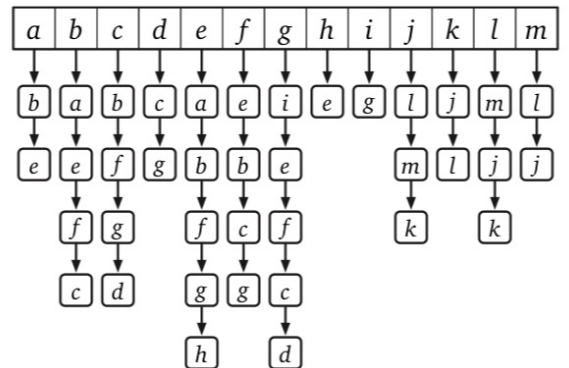 a b c d e f g h i j k l m
b a b c a e i e g l j m l
e e f g b b e m l j j
f g f c f k k
c d g g c
h d